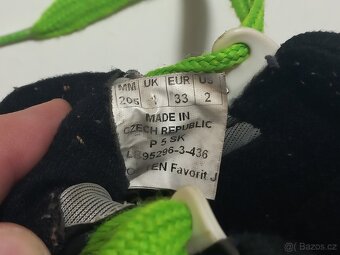 MM UK EUR US
205 1 33 2
MADE IN
CZECH REPUBLIC
P 5 SK
95296-3-436
Favorit J
Bazos.cz